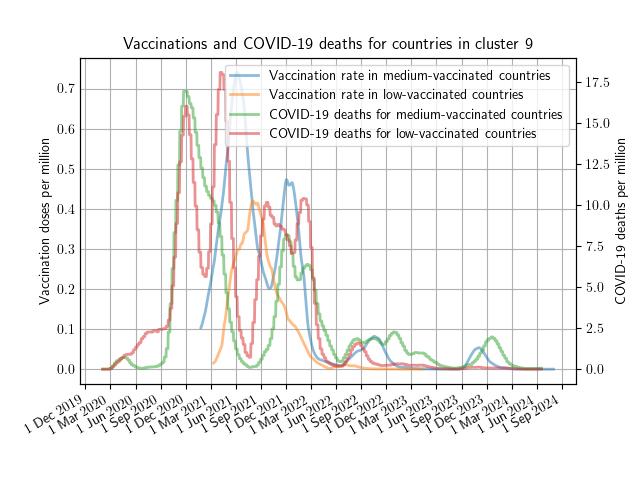 Vaccinations and COVID-19 deaths for countries in cluster 9
Vaccination rate in medium-vaccinated countries
Vaccination rate in low-vaccinated countries
COVID-19 deaths for medium-vaccinated countries
COVID-19 deaths for low-vaccinated countries
Vaccination doses per million
0.7
0.6
0.5
0.4
0.3
0.2
0.1
0.0
17.5
15.0
12.5
10.0
7.5
5.0
2.5
0.0
COVID-19 deaths per million
1 Dec 2019
1 Mar 2020
1 Jun 2020
1 Sep 2020
1 Dec 2020
1 Mar 2021
1 Jun 2021
1 Sep 2021
1 Dec 2021
1 Mar 2022
1 Jun 2022
1 Sep 2022
1 Dec 2022
1 Mar 2023
1 Jun 2023
1 Sep 2023
1 Dec 2023
1 Mar 2024
1 Jun 2024
1 Sep 2024